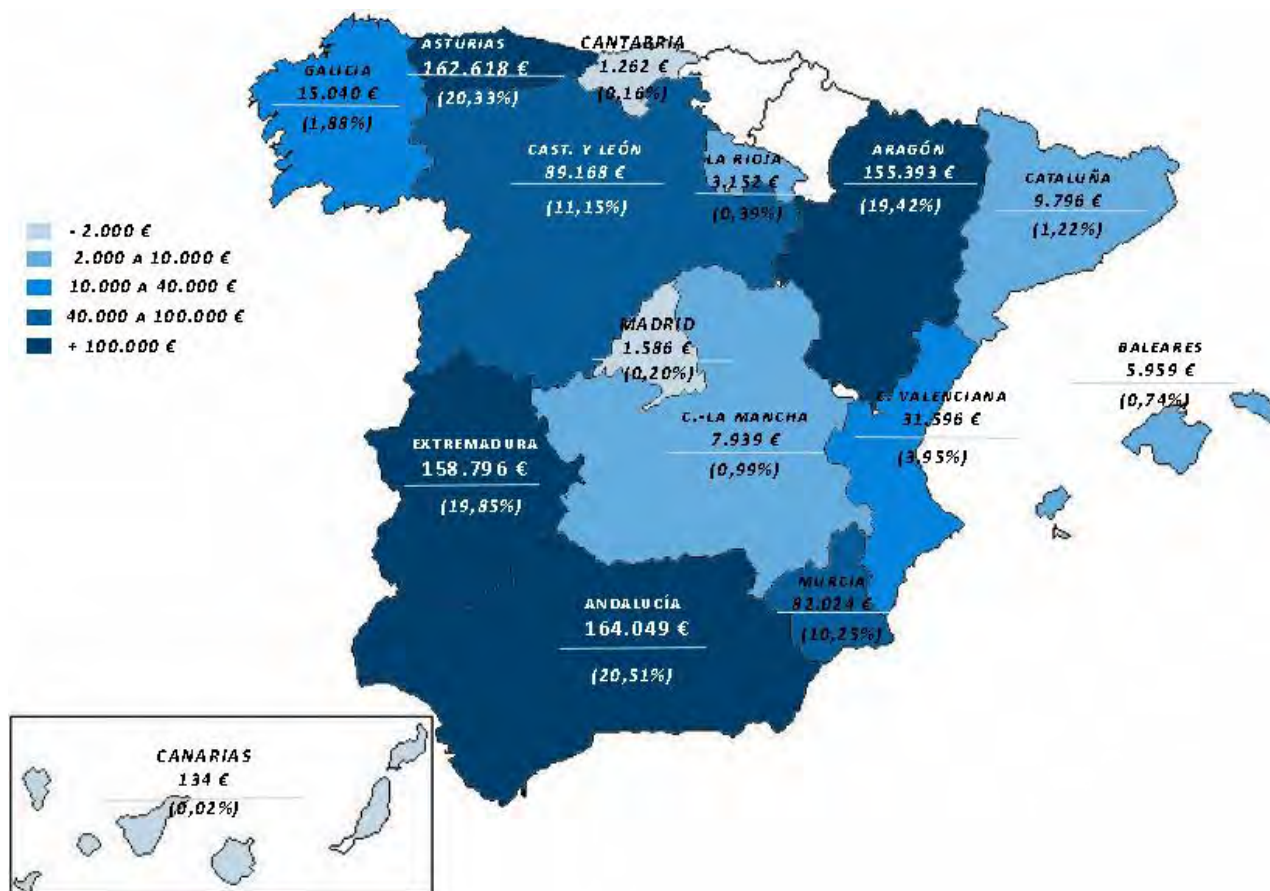 ASTURIAS
162.618 €
(20,33%)
CANTABRIA
1.262 €
(0,16%)
GALICIA
15.040 €
(1,88%)
CAST. Y LEÓN
89.168 €
(11,15%)
LA RIOJA
3.152 €
(0,39%)
ARAGÓN
155.393 €
(19,42%)
CATALUÑA
9.796 €
(1,22%)
- 2.000 €
2.000 A 10.000 €
10.000 A 40.000 €
40.000 A 100.000 €
+ 100.000 €
MADRID
1.586 €
(0,20%)
BALEARES
5.959 €
(0,74%)
C. VALENCIANA
31.596 €
(3,95%)
C.-LA MANCHA
7.939 €
(0,99%)
EXTREMADURA
158.796 €
(19,85%)
MURCIA
82.024 €
(10,25%)
ANDALUCÍA
164.049 €
(20,51%)
CANARIAS
134 €
(0,02%)